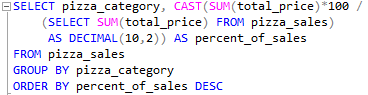 SELECT pizza_category, CAST(SUM(total_price)*100 /
(SELECT SUM(total_price) FROM pizza_sales)
AS DECIMAL(10,2)) AS percent_of_sales
FROM pizza_sales
GROUP BY pizza_category
ORDER BY percent_of_sales DESC